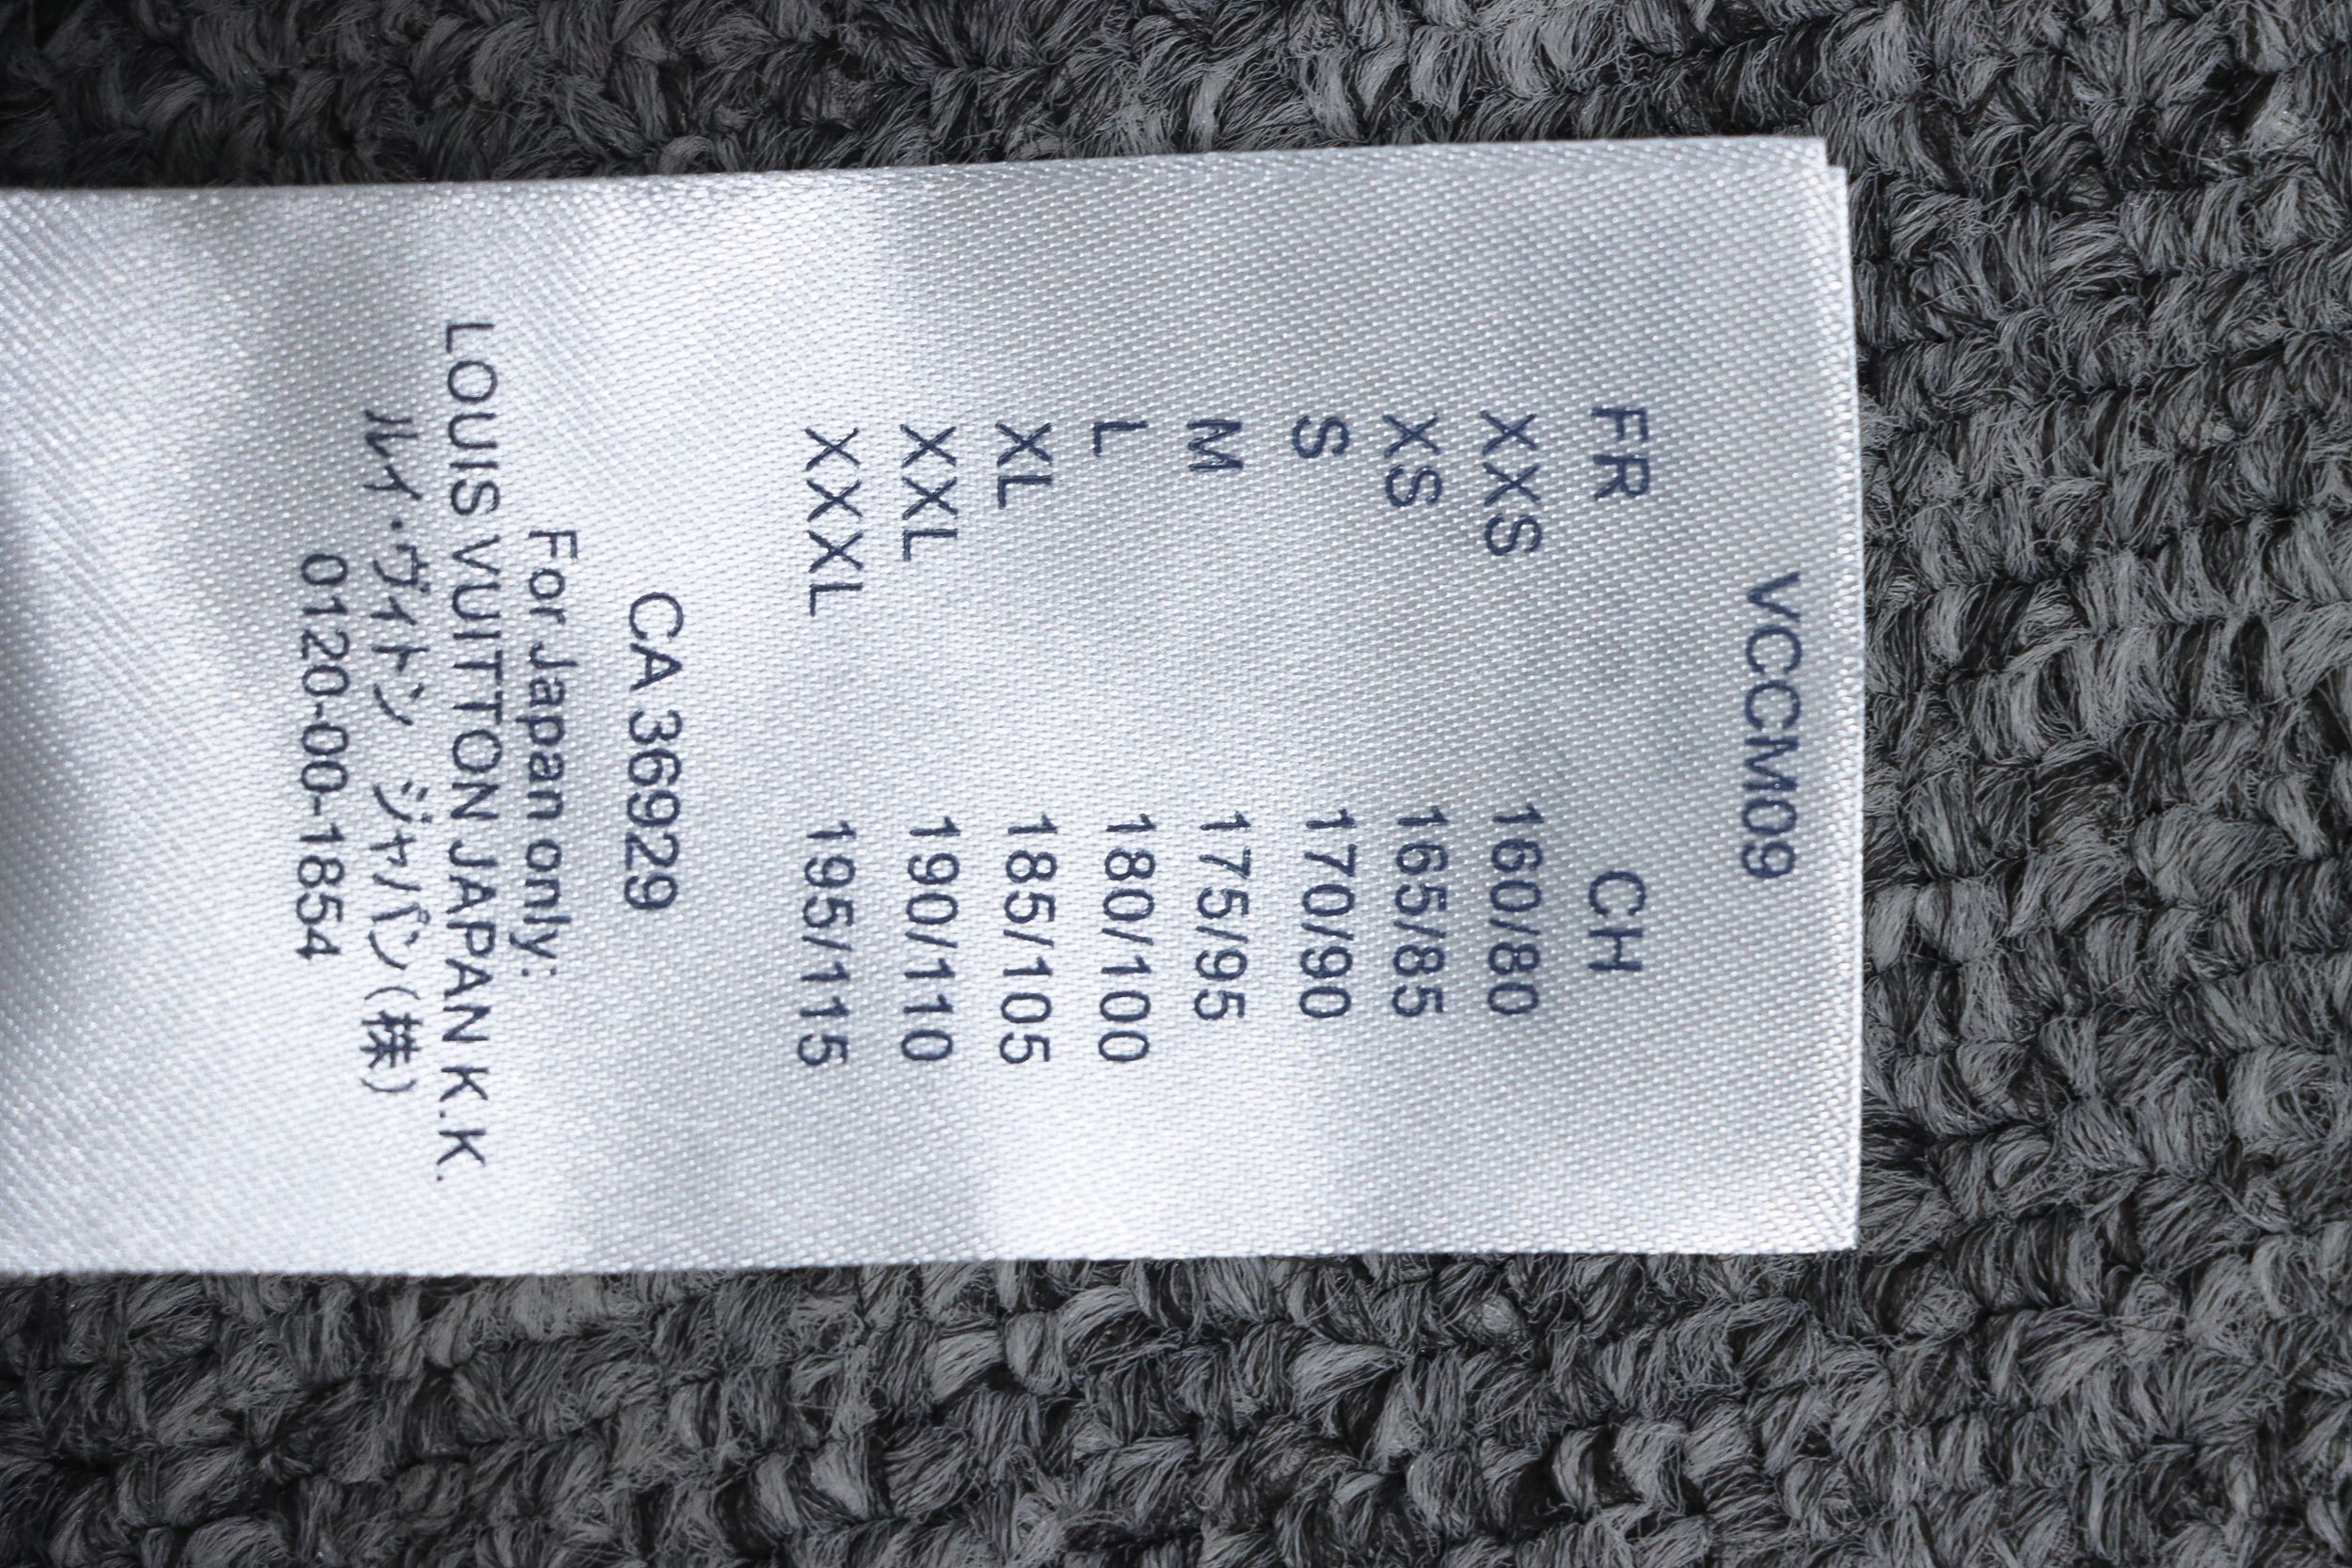 VCCM09
FR CH
XXS 160/80
XS 165/85
S 170/90
M 175/95
L 180/100
XL 185/105
XXL 190/110
XXXL 195/115
CA 36929
For Japan only:
LOUIS VUITTON JAPAN K.K.
ルイ・ヴィトン ジャパン(株)
0120-00-1854